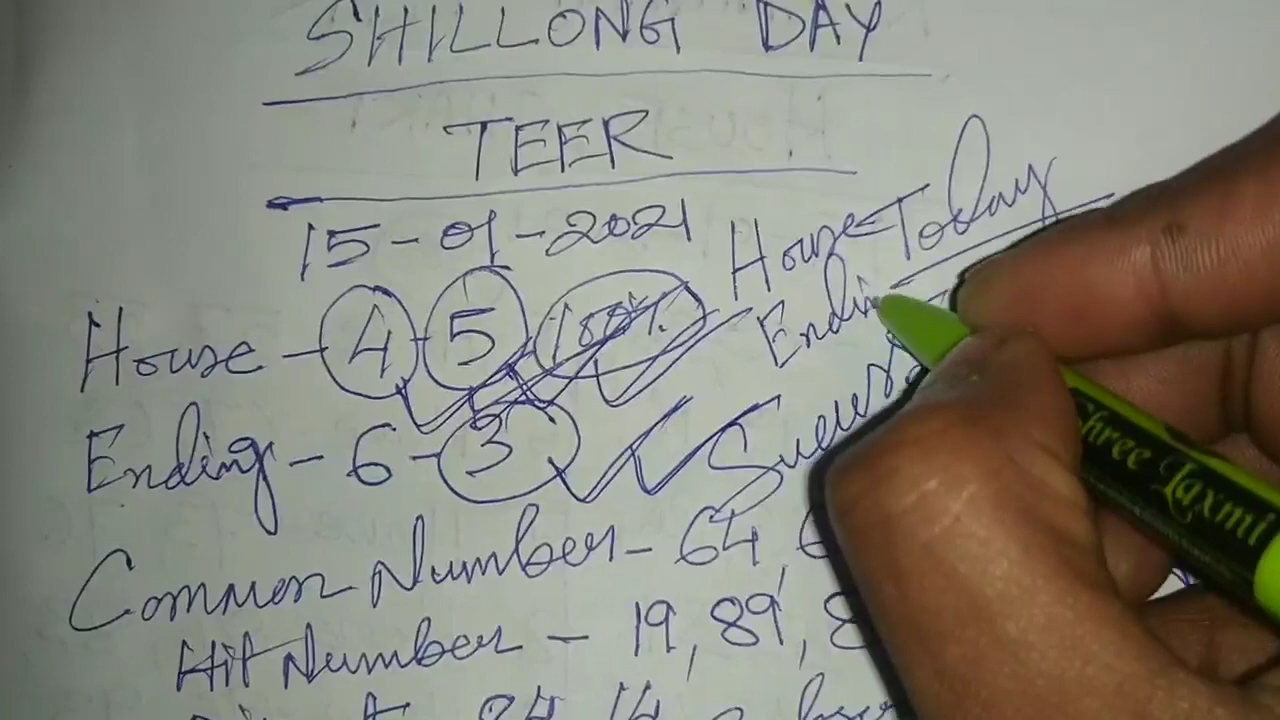 SHILLONG DAY
TEER
15-01-2021
House Today
Ending
House - 4 5 100%
Ending - 6 - 3
Common Number - 64,
Hit Number - 19, 89,
Shree Laxmi